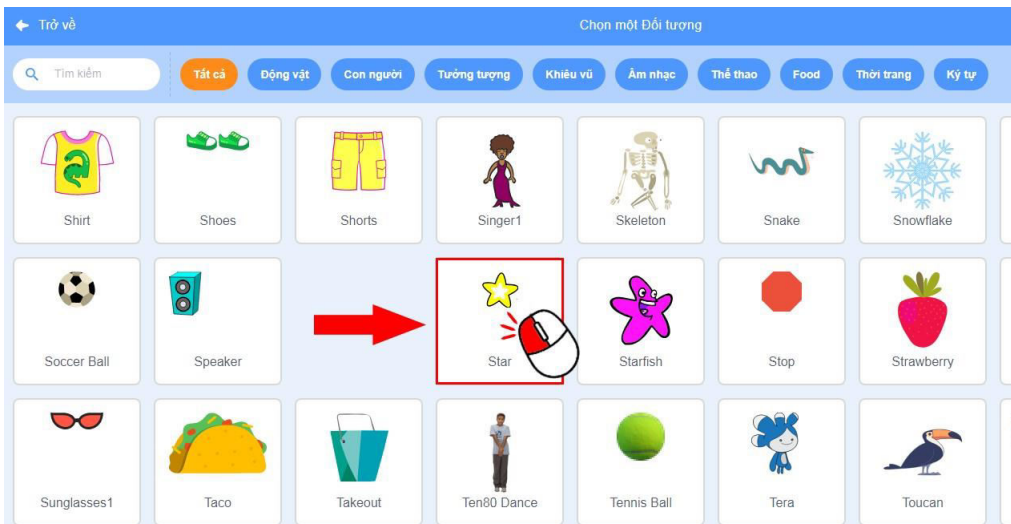 Trở về
Chọn một Đối tượng
Tìm kiếm
Tất cả
Động vật
Con người
Tưởng tượng
Khiêu vũ
Âm nhạc
Thể thao
Food
Thời trang
Ký tự
Shirt
Shoes
Shorts
Singer1
Skeleton
Snake
Snowflake
Soccer Ball
Speaker
Star
Starfish
Stop
Strawberry
Sunglasses1
Taco
Takeout
Ten80 Dance
Tennis Ball
Tera
Toucan